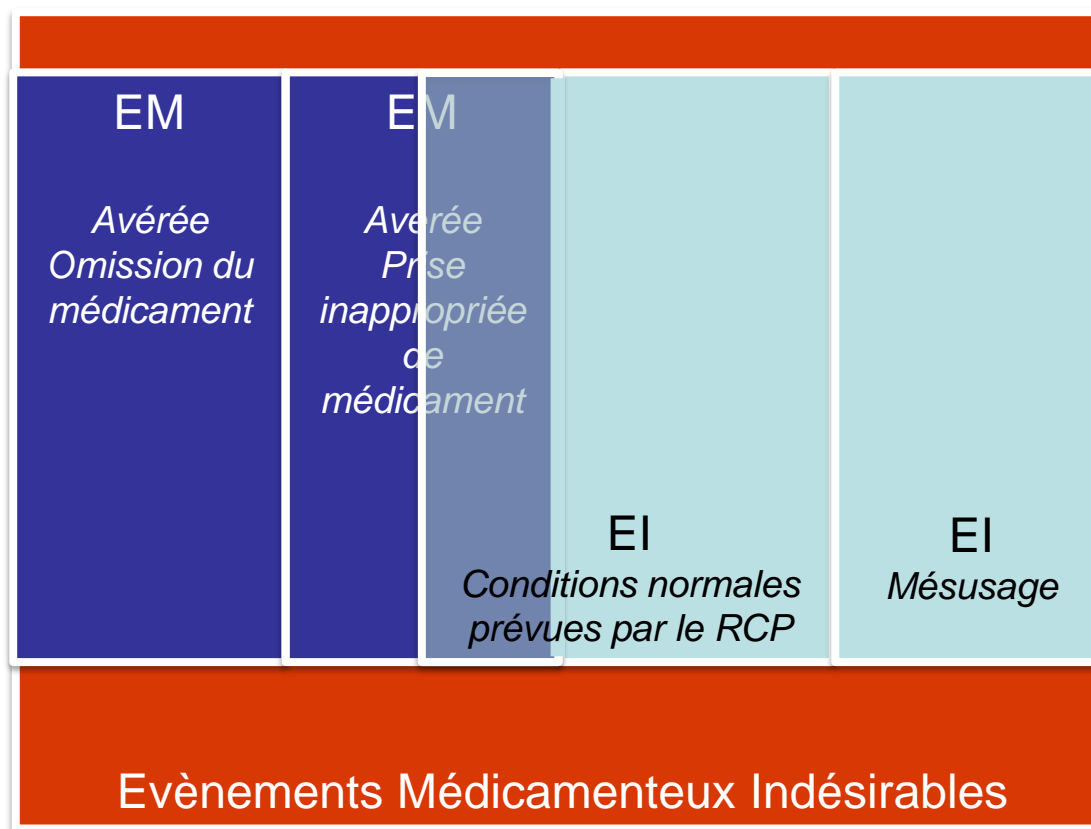 EM
Avérée
Omission du
médicament
EM
Avérée
Prise
inappropriée
de
médicament
EI
Conditions normales
prévues par le RCP
EI
Mésusage
Evènements Médicamenteux Indésirables